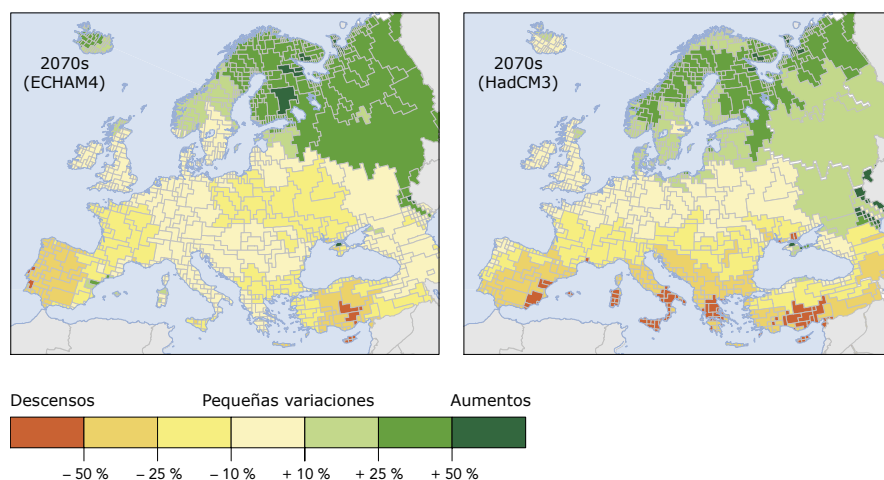 2070s
(ECHAM4)
2070s
(HadCM3)
Descensos Pequeñas variaciones Aumentos
– 50 % – 25 % – 10 % + 10 % + 25 % + 50 %